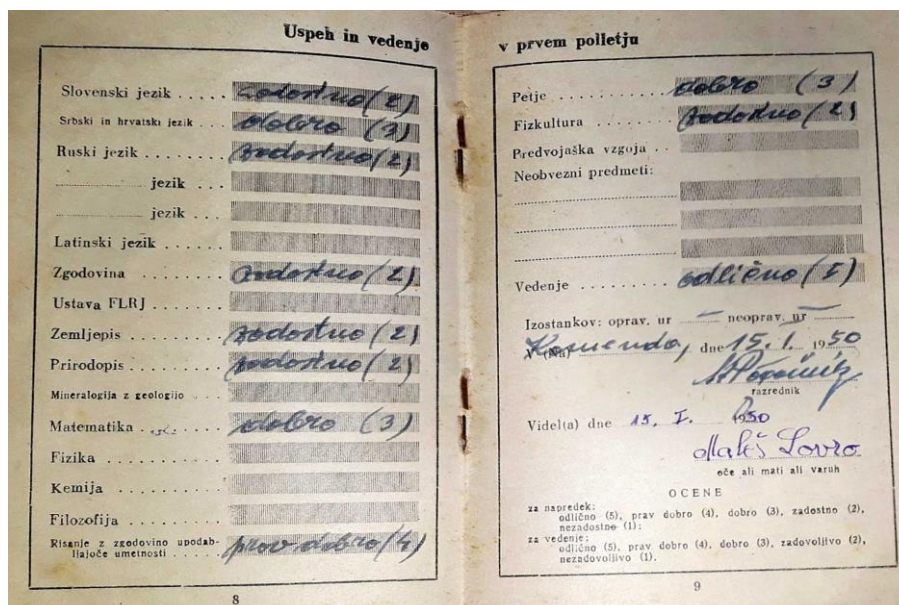 Uspeh in vedenje
Slovenski jezik ..... zadostno (2)
Srbski in hrvatski jezik ... dobro (3)
Ruski jezik ........ zadostno (2)
................ jezik ...
................ jezik ...
Latinski jezik .......
Zgodovina ........ zadostno (2)
Ustava FLRJ .......
Zemljepis ........ zadostno (2)
Prirodopis ........ zadostno (2)
Mineralogija z geologijo ...
Matematika ..... dobro (3)
Fizika ...........
Kemija ..........
Filozofija .........
Risanje z zgodovino upodab-
ljajoče umetnosti ...... prav dobro (4)
8
v prvem polletju
Petje ........... dobro (3)
Fizkultura ....... zadostno (2)
Predvojaška vzgoja ..
Neobvezni predmeti:
Vedenje ......... odlično (5)
Izostankov: oprav. ur — neoprav. ur —
V (Na) Komenda, dne 15. I. 1950
razrednik
Videl(a) dne 15. I. 1950
Lovro
oče ali mati ali varuh
OCENE
za napredek:
odlično (5), prav dobro (4), dobro (3), zadostno (2),
nezadostno (1);
za vedenje:
odlično (5), prav dobro (4), dobro (3), zadovoljivo (2),
nezadovoljivo (1).
9